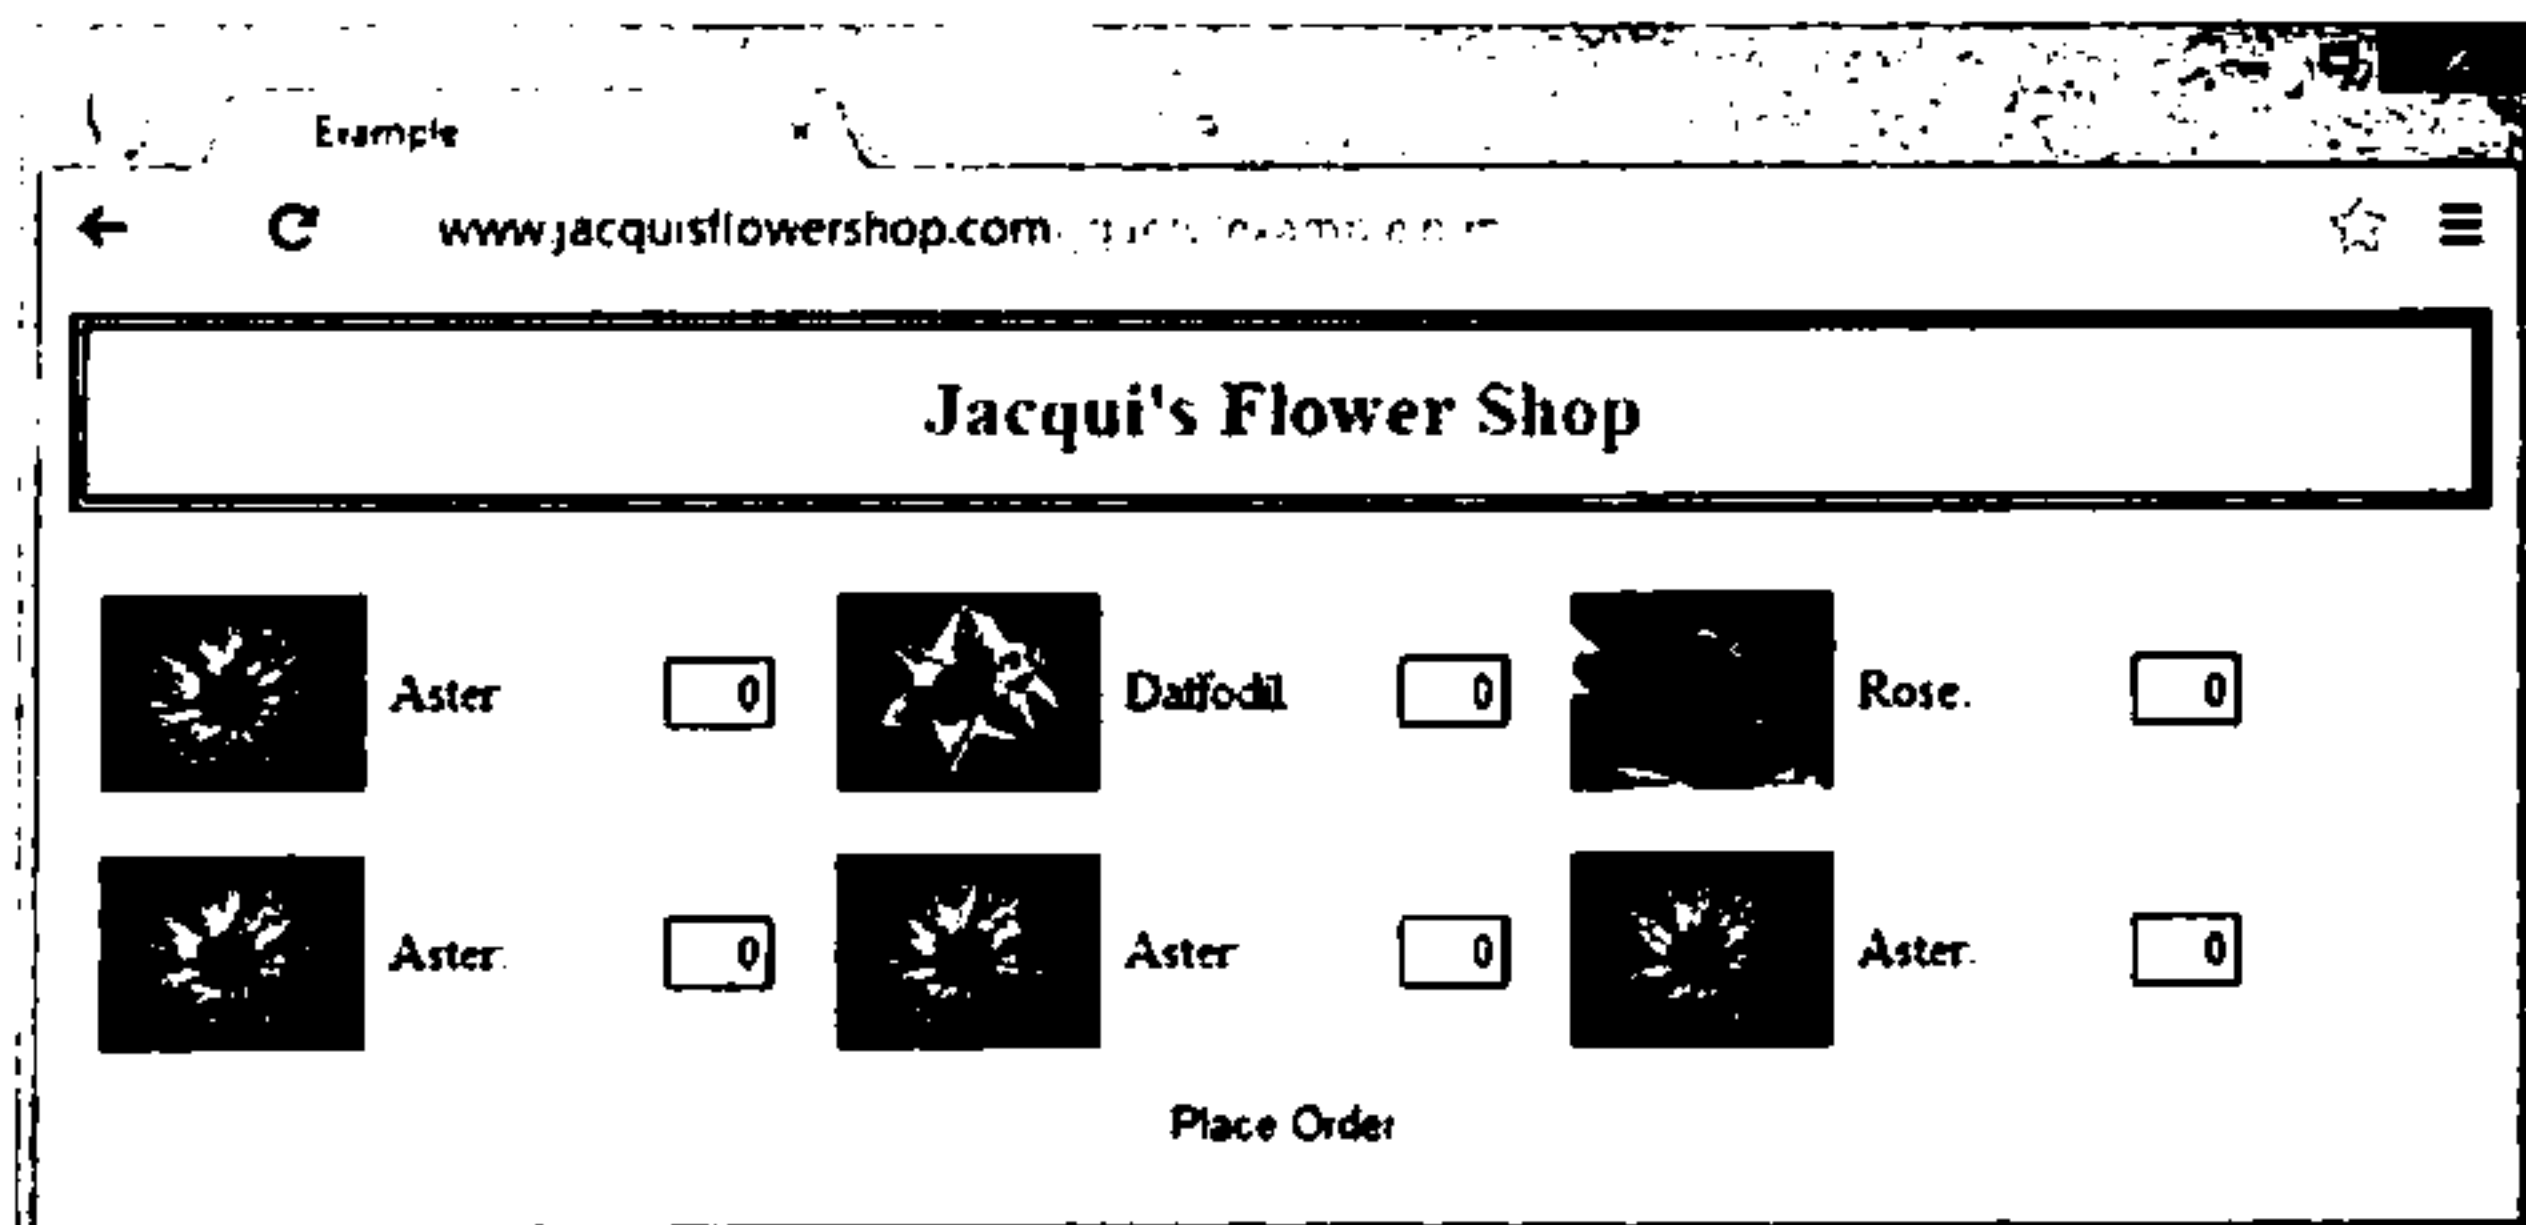 Example
www.jacquisflowershop.com
Jacqui's Flower Shop
Aster 0 Daffodil 0 Rose. 0
Aster. 0 Aster 0 Aster. 0
Place Order